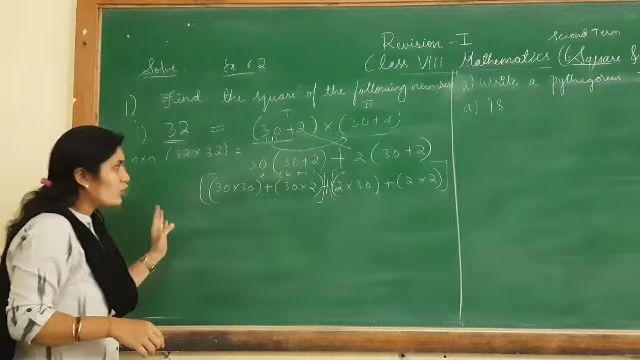 Revision - I
Second Term
Class VIII Mathematics (Square &
Solve Ex 6.2
1) Find the square of the following number
I II
i) 32 ⇒ (30+2) × (30+2)
n×n (32×32) = 30 (30+2) + 2 (30+2)
[(30×30)+(30×2)]+[(2×30)+(2×2)]
2) Write a pythagorean
a) 18